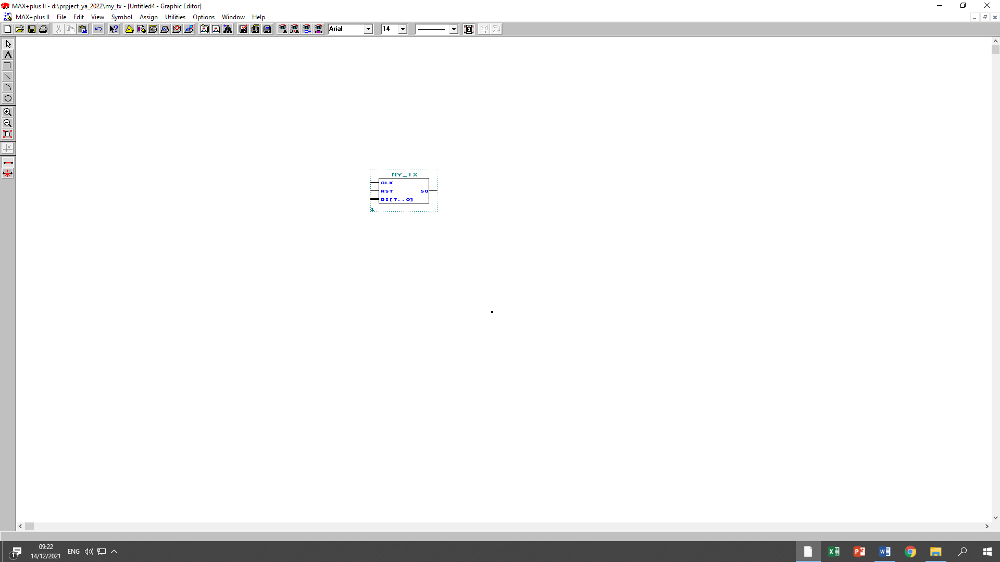 MAX+plus II - d:\prpject_ya_2022\my_tx - [Untitled4 - Graphic Editor]
MAX+plus II File Edit View Symbol Assign Utilities Options Window Help
Arial 14
MY_TX
CLK
RST SO
DI[7..0]
1
09:22
14/12/2021
ENG